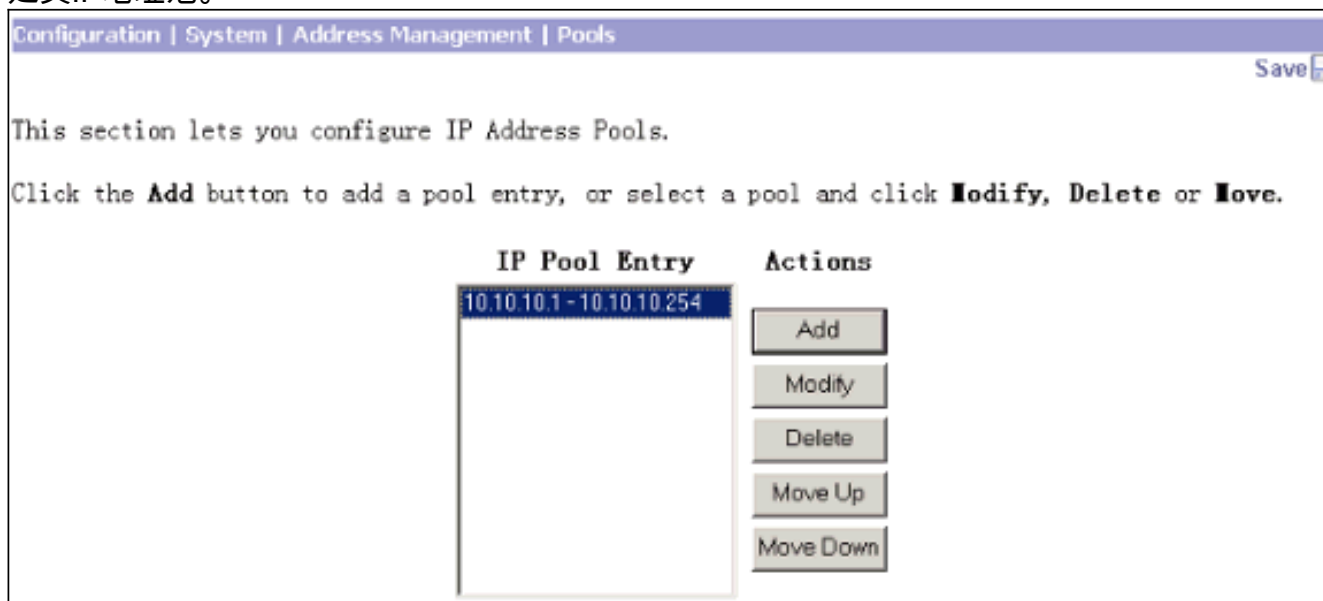 Configuration | System | Address Management | Pools
Save
This section lets you configure IP Address Pools.
Click the Add button to add a pool entry, or select a pool and click Modify, Delete or Move.
IP Pool Entry
Actions
10.10.10.1 - 10.10.10.254
Add
Modify
Delete
Move Up
Move Down